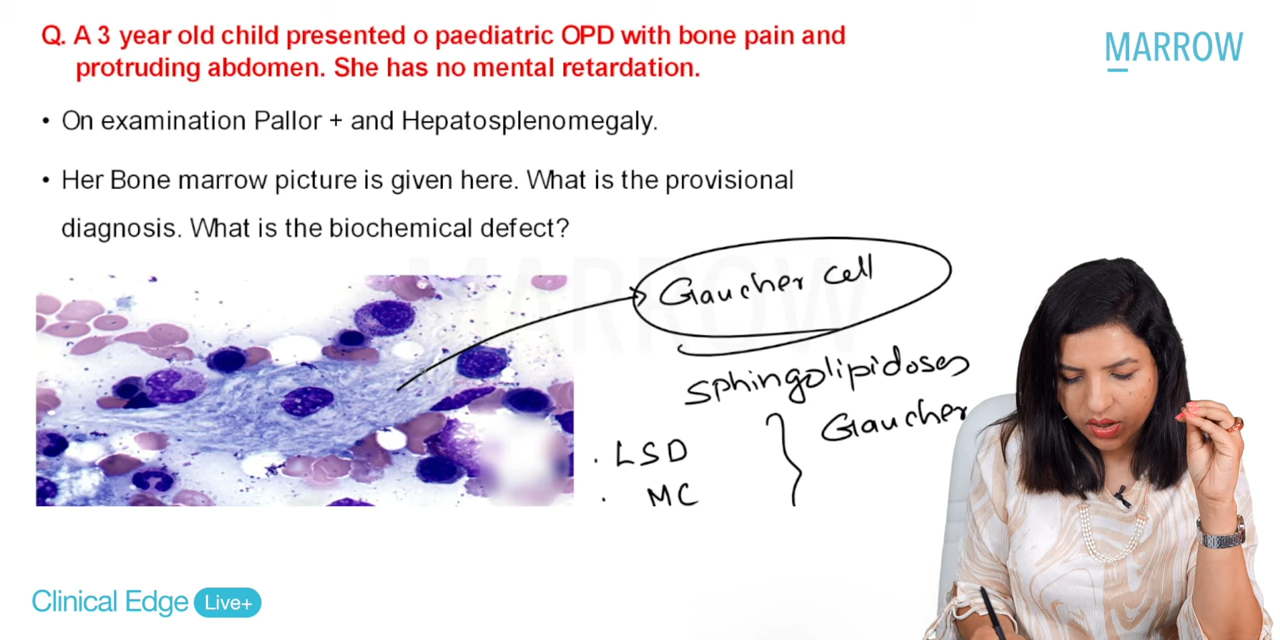 Q. A 3 year old child presented o paediatric OPD with bone pain and
protruding abdomen. She has no mental retardation.
MARROW
• On examination Pallor + and Hepatosplenomegaly.
• Her Bone marrow picture is given here. What is the provisional
diagnosis. What is the biochemical defect?
MARROW
Gaucher cell
Sphingolipidoses
Gaucher
. LSD
. MC
Clinical Edge Live+